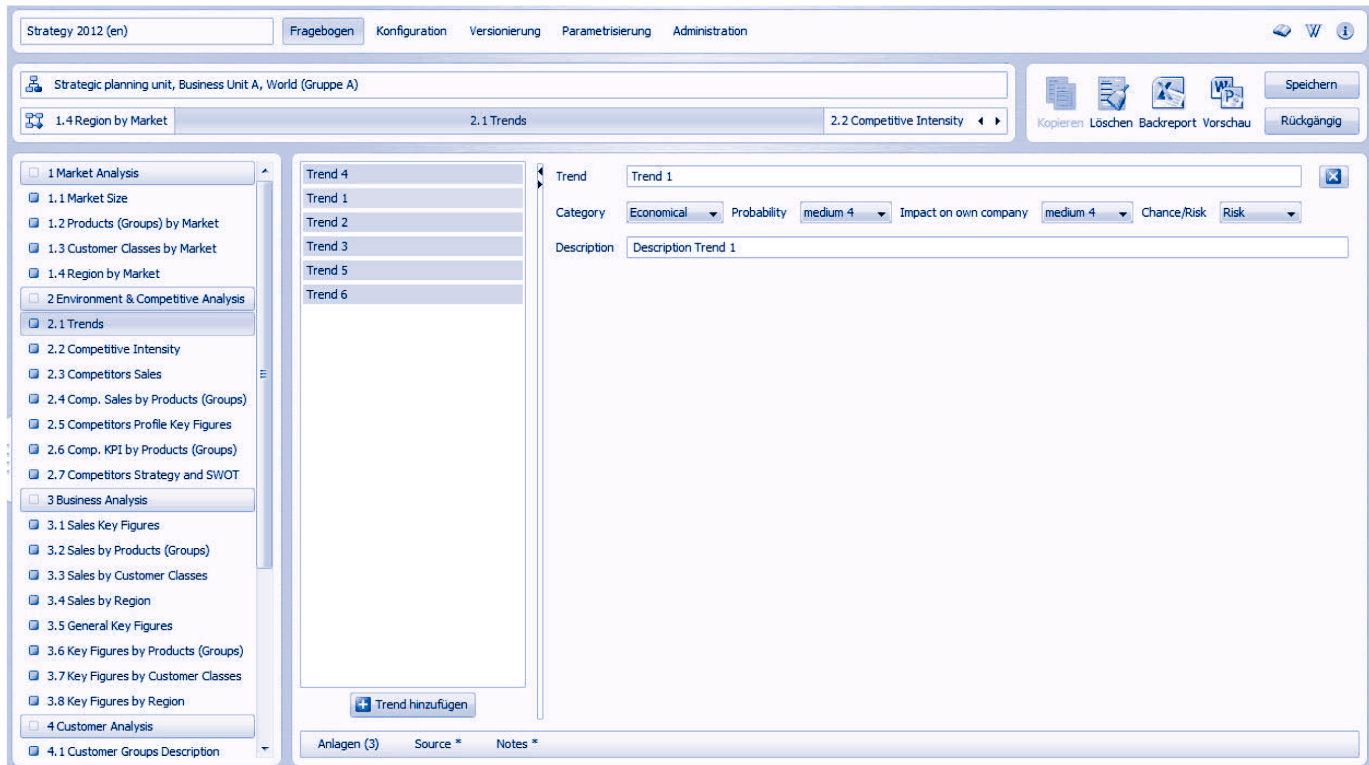 Strategy 2012 (en)
Fragebogen Konfiguration Versionierung Parametrisierung Administration
W i
Strategic planning unit, Business Unit A, World (Gruppe A)
1.4 Region by Market 2.1 Trends 2.2 Competitive Intensity
Kopieren Löschen Backreport Vorschau
Speichern
Rückgängig
1 Market Analysis
1.1 Market Size
1.2 Products (Groups) by Market
1.3 Customer Classes by Market
1.4 Region by Market
2 Environment & Competitive Analysis
2.1 Trends
2.2 Competitive Intensity
2.3 Competitors Sales
2.4 Comp. Sales by Products (Groups)
2.5 Competitors Profile Key Figures
2.6 Comp. KPI by Products (Groups)
2.7 Competitors Strategy and SWOT
3 Business Analysis
3.1 Sales Key Figures
3.2 Sales by Products (Groups)
3.3 Sales by Customer Classes
3.4 Sales by Region
3.5 General Key Figures
3.6 Key Figures by Products (Groups)
3.7 Key Figures by Customer Classes
3.8 Key Figures by Region
4 Customer Analysis
4.1 Customer Groups Description
Trend 4
Trend 1
Trend 2
Trend 3
Trend 5
Trend 6
Trend hinzufügen
Trend Trend 1
Category Economical Probability medium 4 Impact on own company medium 4 Chance/Risk Risk
Description Description Trend 1
Anlagen (3) Source * Notes *